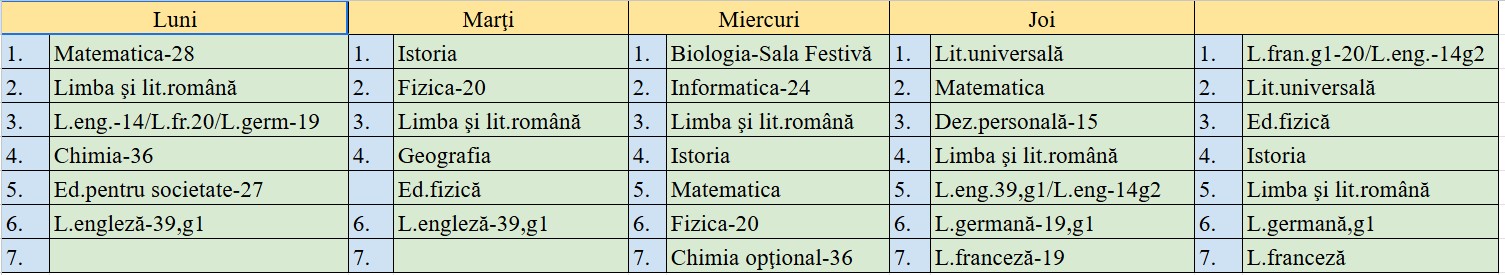 Luni Marţi Miercuri Joi
1. Matematica-28 1. Istoria 1. Biologia-Sala Festivă 1. Lit.universală 1. L.fran.g1-20/L.eng.-14g2
2. Limba şi lit.română 2. Fizica-20 2. Informatica-24 2. Matematica 2. Lit.universală
3. L.eng.-14/L.fr.20/L.germ-19 3. Limba şi lit.română 3. Limba şi lit.română 3. Dez.personală-15 3. Ed.fizică
4. Chimia-36 4. Geografia 4. Istoria 4. Limba şi lit.română 4. Istoria
5. Ed.pentru societate-27 Ed.fizică 5. Matematica 5. L.eng.39,g1/L.eng-14g2 5. Limba şi lit.română
6. L.engleză-39,g1 6. L.engleză-39,g1 6. Fizica-20 6. L.germană-19,g1 6. L.germană,g1
7. 7. 7. Chimia opţional-36 7. L.franceză-19 7. L.franceză